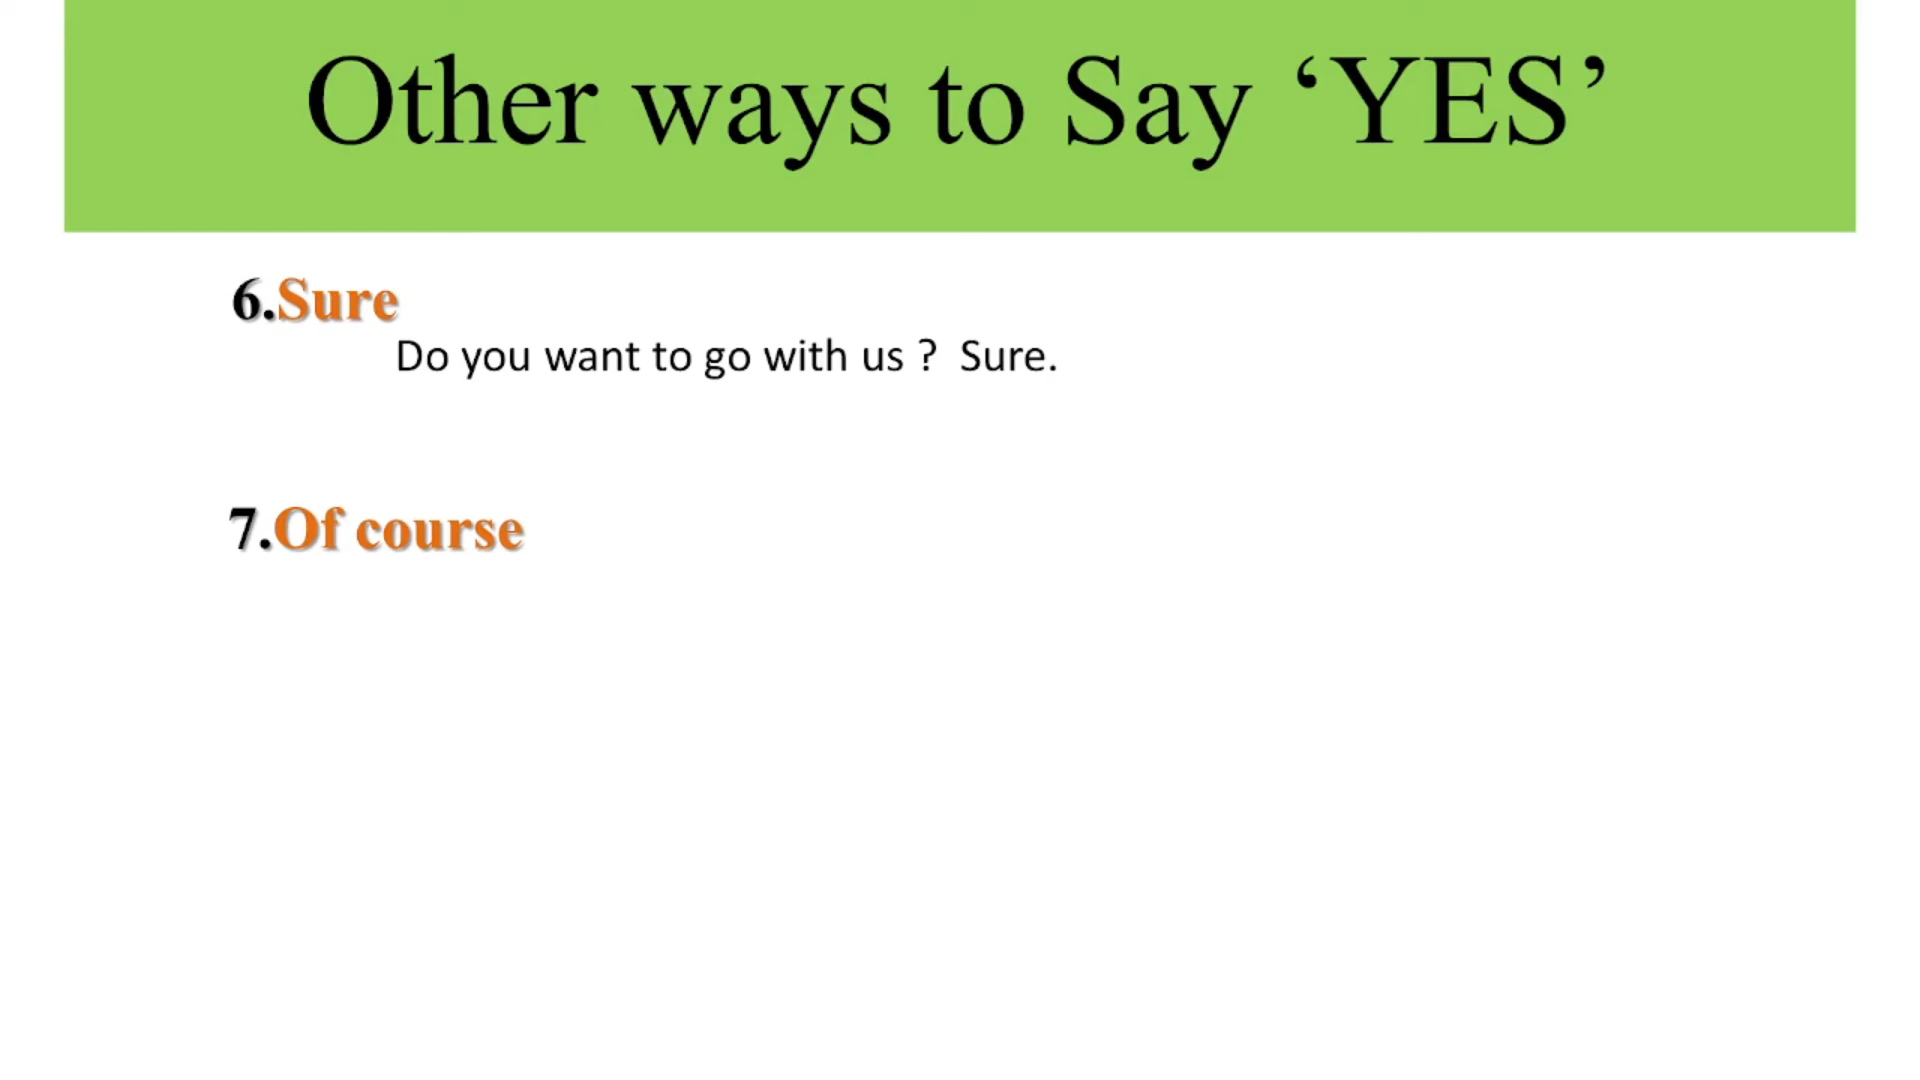 Other ways to Say ‘YES’
6.Sure
Do you want to go with us ?  Sure.
7.Of course